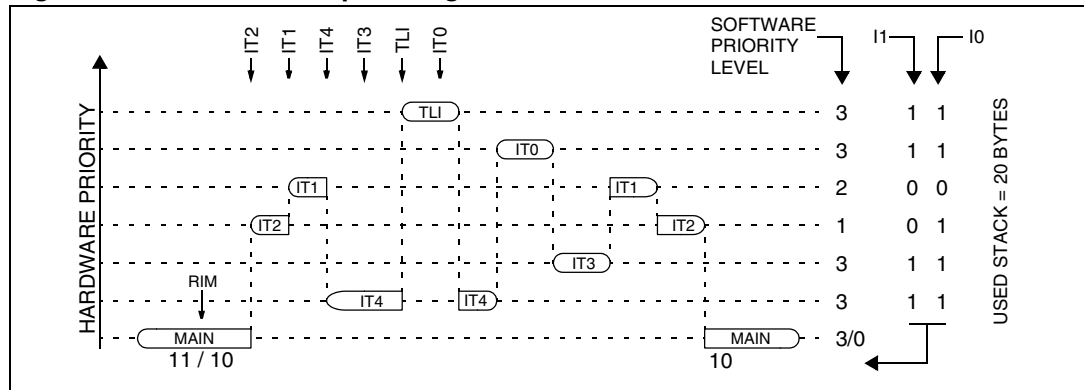 IT2
IT1
IT4
IT3
TLI
IT0
SOFTWARE
PRIORITY
LEVEL
I1
I0
HARDWARE PRIORITY
TLI
3
1 1
IT0
3
1 1
IT1
IT1
2
0 0
IT2
IT2
1
0 1
IT3
3
1 1
RIM
IT4
IT4
3
1 1
MAIN
MAIN
3/0
11 / 10
10
USED STACK = 20 BYTES